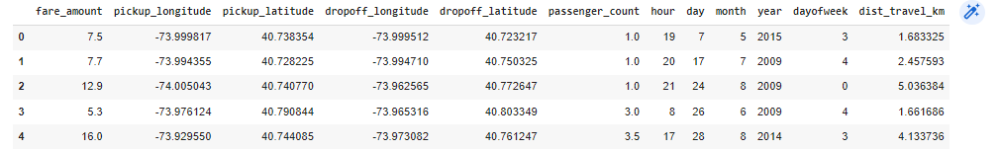 fare_amount pickup_longitude pickup_latitude dropoff_longitude dropoff_latitude passenger_count hour day month year dayofweek dist_travel_km
0 7.5 -73.999817 40.738354 -73.999512 40.723217 1.0 19 7 5 2015 3 1.683325
1 7.7 -73.994355 40.728225 -73.994710 40.750325 1.0 20 17 7 2009 4 2.457593
2 12.9 -74.005043 40.740770 -73.962565 40.772647 1.0 21 24 8 2009 0 5.036384
3 5.3 -73.976124 40.790844 -73.965316 40.803349 3.0 8 26 6 2009 4 1.661686
4 16.0 -73.929550 40.744085 -73.973082 40.761247 3.5 17 28 8 2014 3 4.133736